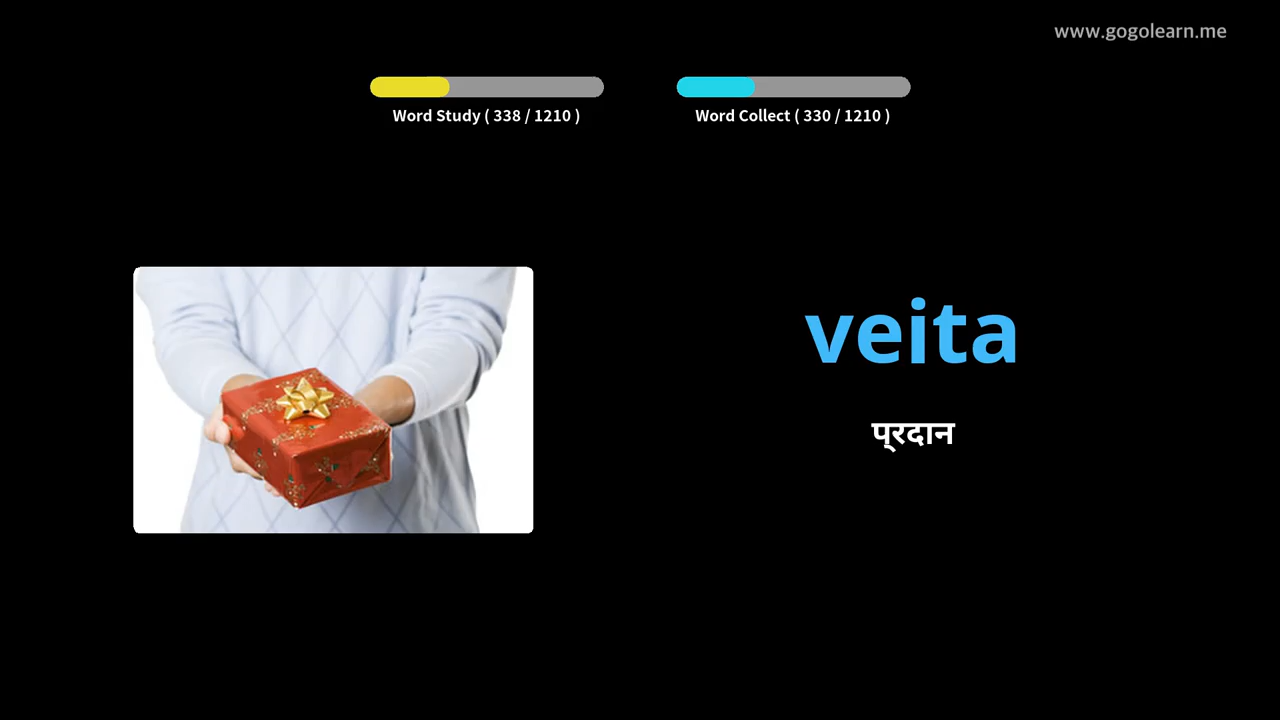 www.gogolearn.me
Word Study ( 338 / 1210 )
Word Collect ( 330 / 1210 )
veita
प्रदान